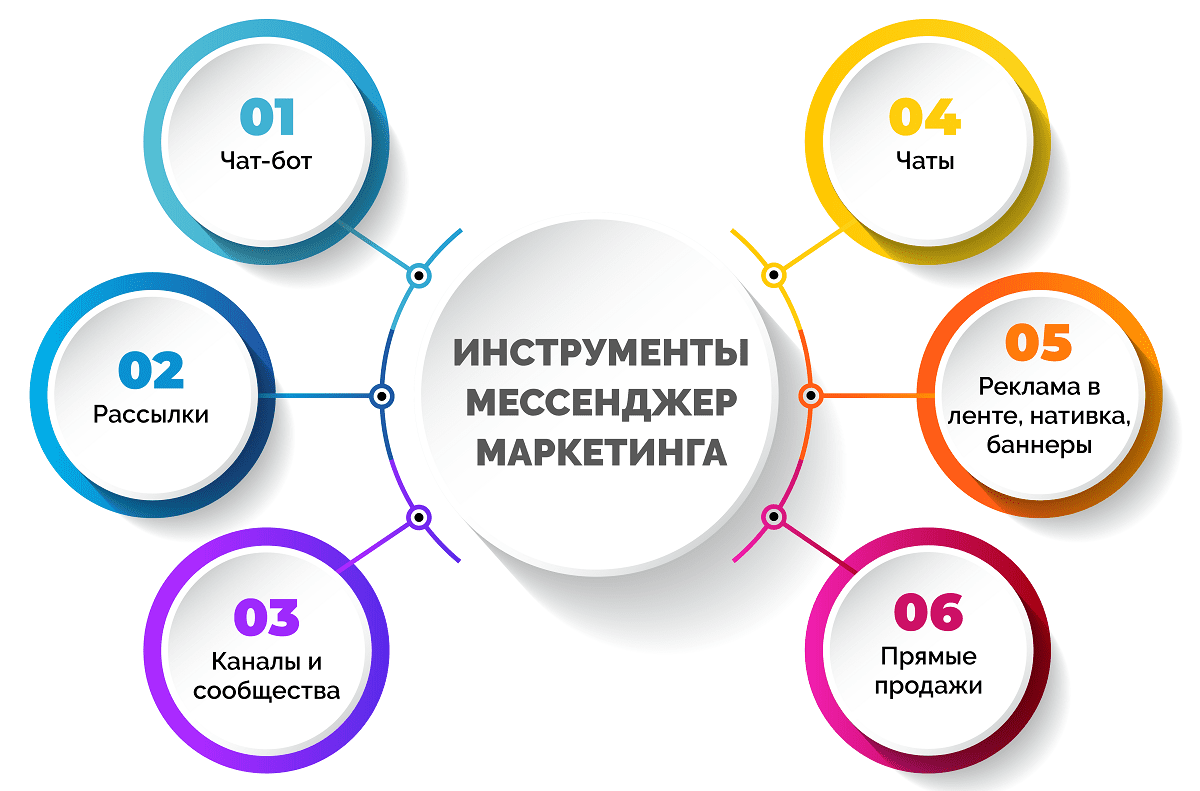 ИНСТРУМЕНТЫ
МЕССЕНДЖЕР
МАРКЕТИНГА
01
Чат-бот
02
Рассылки
03
Каналы и
сообщества
04
Чаты
05
Реклама в
ленте, нативка,
баннеры
06
Прямые
продажи